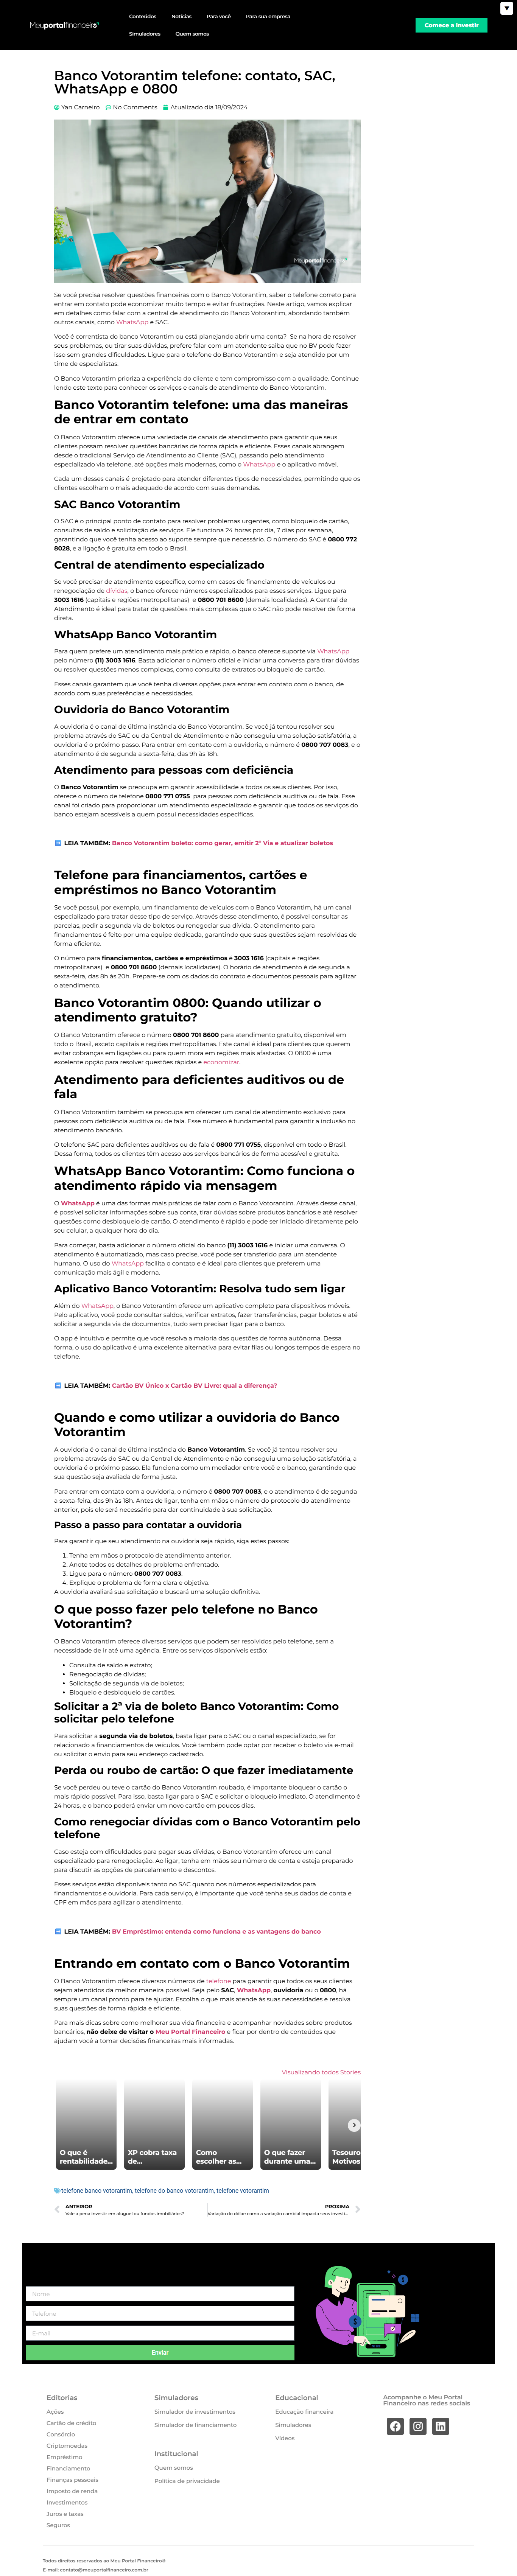 Meuportalfinanceiro
Conteúdos
Notícias
Para você
Para sua empresa
Simuladores
Quem somos
Comece a investir
Banco Votorantim telefone: contato, SAC,
WhatsApp e 0800
Yan Carneiro
No Comments
Atualizado dia 18/09/2024
Meuportalfinanceiro
Se você precisa resolver questões financeiras com o Banco Votorantim, saber o telefone correto para
entrar em contato pode economizar muito tempo e evitar frustrações. Neste artigo, vamos explicar
em detalhes como falar com a central de atendimento do Banco Votorantim, abordando também
outros canais, como WhatsApp e SAC.
Você é correntista do banco Votorantim ou está planejando abrir uma conta? Se na hora de resolver
seus problemas, ou tirar suas dúvidas, prefere falar com um atendente saiba que no BV pode fazer
isso sem grandes dificuldades. Ligue para o telefone do Banco Votorantim e seja atendido por um
time de especialistas.
O Banco Votorantim prioriza a experiência do cliente e tem compromisso com a qualidade. Continue
lendo este texto para conhecer os serviços e canais de atendimento do Banco Votorantim.
Banco Votorantim telefone: uma das maneiras
de entrar em contato
O Banco Votorantim oferece uma variedade de canais de atendimento para garantir que seus
clientes possam resolver questões bancárias de forma rápida e eficiente. Esses canais abrangem
desde o tradicional Serviço de Atendimento ao Cliente (SAC), passando pelo atendimento
especializado via telefone, até opções mais modernas, como o WhatsApp e o aplicativo móvel.
Cada um desses canais é projetado para atender diferentes tipos de necessidades, permitindo que os
clientes escolham o mais adequado de acordo com suas demandas.
SAC Banco Votorantim
O SAC é o principal ponto de contato para resolver problemas urgentes, como bloqueio de cartão,
consultas de saldo e solicitação de serviços. Ele funciona 24 horas por dia, 7 dias por semana,
garantindo que você tenha acesso ao suporte sempre que necessário. O número do SAC é 0800 772
8028, e a ligação é gratuita em todo o Brasil.
Central de atendimento especializado
Se você precisar de atendimento específico, como em casos de financiamento de veículos ou
renegociação de dívidas, o banco oferece números especializados para esses serviços. Ligue para
3003 1616 (capitais e regiões metropolitanas) e 0800 701 8600 (demais localidades). A Central de
Atendimento é ideal para tratar de questões mais complexas que o SAC não pode resolver de forma
direta.
WhatsApp Banco Votorantim
Para quem prefere um atendimento mais prático e rápido, o banco oferece suporte via WhatsApp
pelo número (11) 3003 1616. Basta adicionar o número oficial e iniciar uma conversa para tirar dúvidas
ou resolver questões menos complexas, como consulta de extratos ou bloqueio de cartão.
Esses canais garantem que você tenha diversas opções para entrar em contato com o banco, de
acordo com suas preferências e necessidades.
Ouvidoria do Banco Votorantim
A ouvidoria é o canal de última instância do Banco Votorantim. Se você já tentou resolver seu
problema através do SAC ou da Central de Atendimento e não conseguiu uma solução satisfatória, a
ouvidoria é o próximo passo. Para entrar em contato com a ouvidoria, o número é 0800 707 0083, e o
atendimento é de segunda a sexta-feira, das 9h às 18h.
Atendimento para pessoas com deficiência
O Banco Votorantim se preocupa em garantir acessibilidade a todos os seus clientes. Por isso,
oferece o número de telefone 0800 771 0755 para pessoas com deficiência auditiva ou de fala. Esse
canal foi criado para proporcionar um atendimento especializado e garantir que todos os serviços do
banco estejam acessíveis a quem possui necessidades específicas.
➡ LEIA TAMBÉM: Banco Votorantim boleto: como gerar, emitir 2ª Via e atualizar boletos
Telefone para financiamentos, cartões e
empréstimos no Banco Votorantim
Se você possui, por exemplo, um financiamento de veículos com o Banco Votorantim, há um canal
especializado para tratar desse tipo de serviço. Através desse atendimento, é possível consultar as
parcelas, pedir a segunda via de boletos ou renegociar sua dívida. O atendimento para
financiamentos é feito por uma equipe dedicada, garantindo que suas questões sejam resolvidas de
forma eficiente.
O número para financiamentos, cartões e empréstimos é 3003 1616 (capitais e regiões
metropolitanas) e 0800 701 8600 (demais localidades). O horário de atendimento é de segunda a
sexta-feira, das 8h às 20h. Prepare-se com os dados do contrato e documentos pessoais para agilizar
o atendimento.
Banco Votorantim 0800: Quando utilizar o
atendimento gratuito?
O Banco Votorantim oferece o número 0800 701 8600 para atendimento gratuito, disponível em
todo o Brasil, exceto capitais e regiões metropolitanas. Esse canal é ideal para clientes que querem
evitar cobranças em ligações ou para quem mora em regiões mais afastadas. O 0800 é uma
excelente opção para resolver questões rápidas e economizar.
Atendimento para deficientes auditivos ou de
fala
O Banco Votorantim também se preocupa em oferecer um canal de atendimento exclusivo para
pessoas com deficiência auditiva ou de fala. Esse número é fundamental para garantir a inclusão no
atendimento bancário.
O telefone SAC para deficientes auditivos ou de fala é 0800 771 0755, disponível em todo o Brasil.
Dessa forma, todos os clientes têm acesso aos serviços bancários de forma acessível e gratuita.
WhatsApp Banco Votorantim: Como funciona o
atendimento rápido via mensagem
O WhatsApp é uma das formas mais práticas de falar com o Banco Votorantim. Através desse canal,
é possível solicitar informações sobre sua conta, tirar dúvidas sobre produtos bancários e até resolver
questões como desbloqueio de cartão. O atendimento é rápido e pode ser iniciado diretamente pelo
seu celular, a qualquer hora do dia.
Para começar, basta adicionar o número oficial do banco (11) 3003 1616 e iniciar uma conversa. O
atendimento é automatizado, mas caso precise, você pode ser transferido para um atendente
humano. O uso do WhatsApp facilita o contato e é ideal para clientes que preferem uma
comunicação mais ágil e moderna.
Aplicativo Banco Votorantim: Resolva tudo sem ligar
Além do WhatsApp, o Banco Votorantim oferece um aplicativo completo para dispositivos móveis.
Pelo aplicativo, você pode consultar saldos, verificar extratos, fazer transferências, pagar boletos e até
solicitar a segunda via de documentos, tudo sem precisar ligar para o banco.
O app é intuitivo e permite que você resolva a maioria das questões de forma autônoma. Dessa
forma, o uso do aplicativo é uma excelente alternativa para evitar filas ou longos tempos de espera no
telefone.
➡ LEIA TAMBÉM: Cartão BV Único x Cartão BV Livre: qual a diferença?
Quando e como utilizar a ouvidoria do Banco
Votorantim
A ouvidoria é o canal de última instância do Banco Votorantim. Se você já tentou resolver seu
problema através do SAC ou da Central de Atendimento e não conseguiu uma solução satisfatória, a
ouvidoria é o próximo passo. Ela funciona como um mediador entre você e o banco, garantindo que
sua questão seja avaliada de forma justa.
Para entrar em contato com a ouvidoria, o número é 0800 707 0083, e o atendimento é de segunda
a sexta-feira, das 9h às 18h. Antes de ligar, tenha em mãos o número do protocolo do atendimento
anterior, pois ele será necessário para dar continuidade à sua solicitação.
Passo a passo para contatar a ouvidoria
Para garantir que seu atendimento na ouvidoria seja rápido, siga estes passos:
1. Tenha em mãos o protocolo de atendimento anterior.
2. Anote todos os detalhes do problema enfrentado.
3. Ligue para o número 0800 707 0083.
4. Explique o problema de forma clara e objetiva.
A ouvidoria avaliará sua solicitação e buscará uma solução definitiva.
O que posso fazer pelo telefone no Banco
Votorantim?
O Banco Votorantim oferece diversos serviços que podem ser resolvidos pelo telefone, sem a
necessidade de ir até uma agência. Entre os serviços disponíveis estão:
• Consulta de saldo e extrato;
• Renegociação de dívidas;
• Solicitação de segunda via de boletos;
• Bloqueio e desbloqueio de cartões.
Solicitar a 2ª via de boleto Banco Votorantim: Como
solicitar pelo telefone
Para solicitar a segunda via de boletos, basta ligar para o SAC ou o canal especializado, se for
relacionado a financiamentos de veículos. Você também pode optar por receber o boleto via e-mail
ou solicitar o envio para seu endereço cadastrado.
Perda ou roubo de cartão: O que fazer imediatamente
Se você perdeu ou teve o cartão do Banco Votorantim roubado, é importante bloquear o cartão o
mais rápido possível. Para isso, basta ligar para o SAC e solicitar o bloqueio imediato. O atendimento é
24 horas, e o banco poderá enviar um novo cartão em poucos dias.
Como renegociar dívidas com o Banco Votorantim pelo
telefone
Caso esteja com dificuldades para pagar suas dívidas, o Banco Votorantim oferece um canal
especializado para renegociação. Ao ligar, tenha em mãos seu número de conta e esteja preparado
para discutir as opções de parcelamento e descontos.
Esses serviços estão disponíveis tanto no SAC quanto nos números especializados para
financiamentos e ouvidoria. Para cada serviço, é importante que você tenha seus dados de conta e
CPF em mãos para agilizar o atendimento.
➡ LEIA TAMBÉM: BV Empréstimo: entenda como funciona e as vantagens do banco
Entrando em contato com o Banco Votorantim
O Banco Votorantim oferece diversos números de telefone para garantir que todos os seus clientes
sejam atendidos da melhor maneira possível. Seja pelo SAC, WhatsApp, ouvidoria ou o 0800, há
sempre um canal pronto para te ajudar. Escolha o que mais atende às suas necessidades e resolva
suas questões de forma rápida e eficiente.
Para mais dicas sobre como melhorar sua vida financeira e acompanhar novidades sobre produtos
bancários, não deixe de visitar o Meu Portal Financeiro e ficar por dentro de conteúdos que
ajudam você a tomar decisões financeiras mais informadas.
Visualizando todos Stories
O que é
rentabilidade...
XP cobra taxa
de...
Como
escolher as...
O que fazer
durante uma...
Tesouro
Motivos
telefone banco votorantim, telefone do banco votorantim, telefone votorantim
ANTERIOR
Vale a pena investir em aluguel ou fundos imobiliários?
PROXIMA
Variação do dólar: como a variação cambial impacta seus investi...
Nome
Telefone
E-mail
Enviar
Editorias
Ações
Cartão de crédito
Consórcio
Criptomoedas
Empréstimo
Financiamento
Finanças pessoais
Imposto de renda
Investimentos
Juros e taxas
Seguros
Simuladores
Simulador de investimentos
Simulador de financiamento
Institucional
Quem somos
Política de privacidade
Educacional
Educação financeira
Simuladores
Vídeos
Acompanhe o Meu Portal
Financeiro nas redes sociais
Todos direitos reservados ao Meu Portal Financeiro®
E-mail: contato@meuportalfinanceiro.com.br